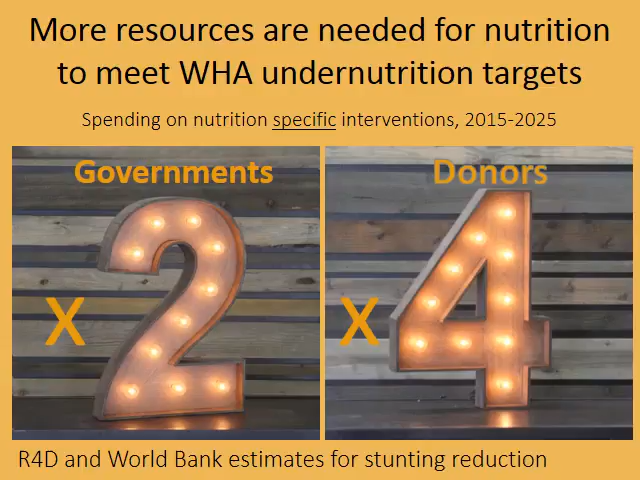 More resources are needed for nutrition
to meet WHA undernutrition targets
Spending on nutrition specific interventions, 2015-2025
Governments
X 2
Donors
X 4
R4D and World Bank estimates for stunting reduction